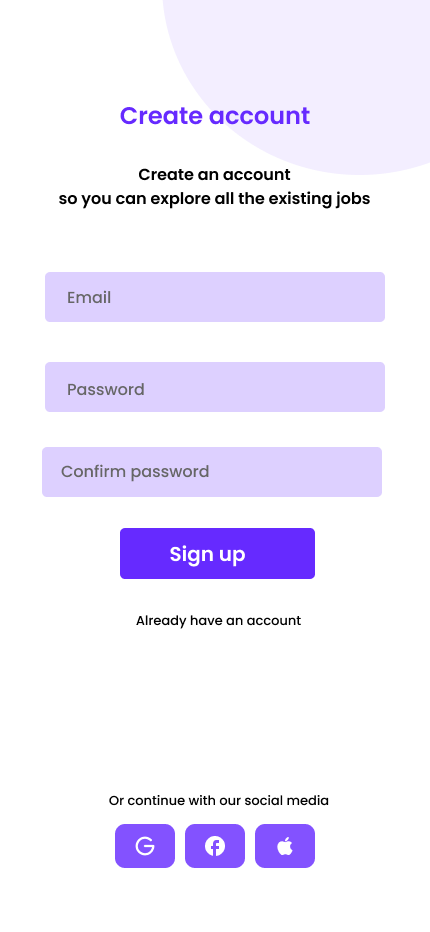 Create account
Create an account
so you can explore all the existing jobs
Email
Password
Confirm password
Sign up
Already have an account
Or continue with our social media